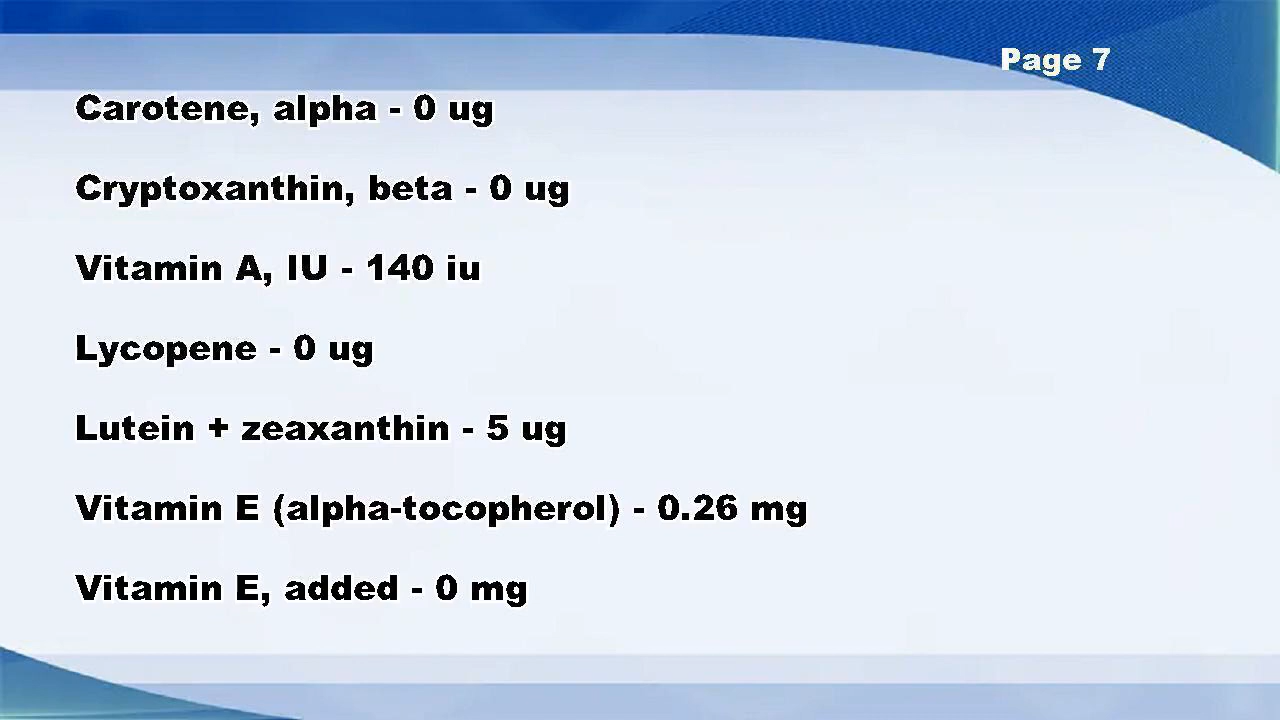 Page 7
Carotene, alpha - 0 ug
Cryptoxanthin, beta - 0 ug
Vitamin A, IU - 140 iu
Lycopene - 0 ug
Lutein + zeaxanthin - 5 ug
Vitamin E (alpha-tocopherol) - 0.26 mg
Vitamin E, added - 0 mg